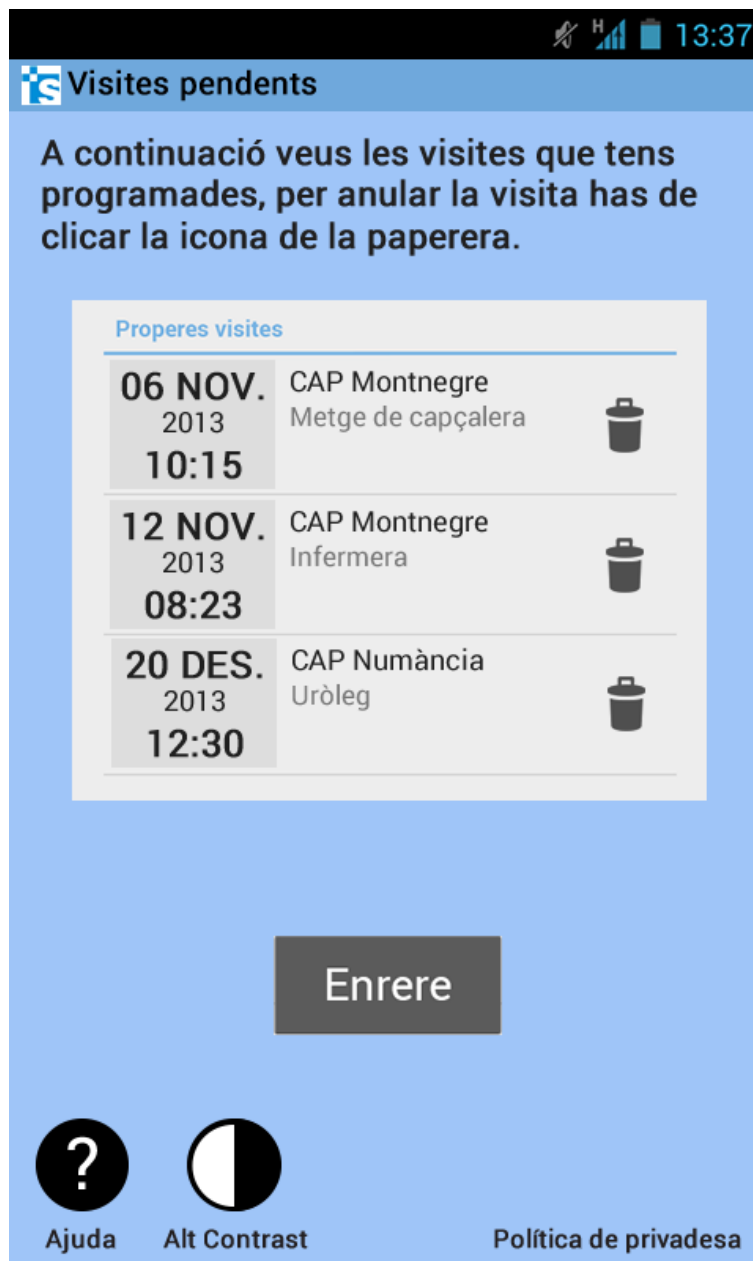 H 13:37
Visites pendents
A continuació veus les visites que tens
programades, per anular la visita has de
clicar la icona de la paperera.
Properes visites
06 NOV.
2013
10:15
CAP Montnegre
Metge de capçalera
12 NOV.
2013
08:23
CAP Montnegre
Infermera
20 DES.
2013
12:30
CAP Numància
Uròleg
Enrere
?
Ajuda
Alt Contrast
Política de privadesa